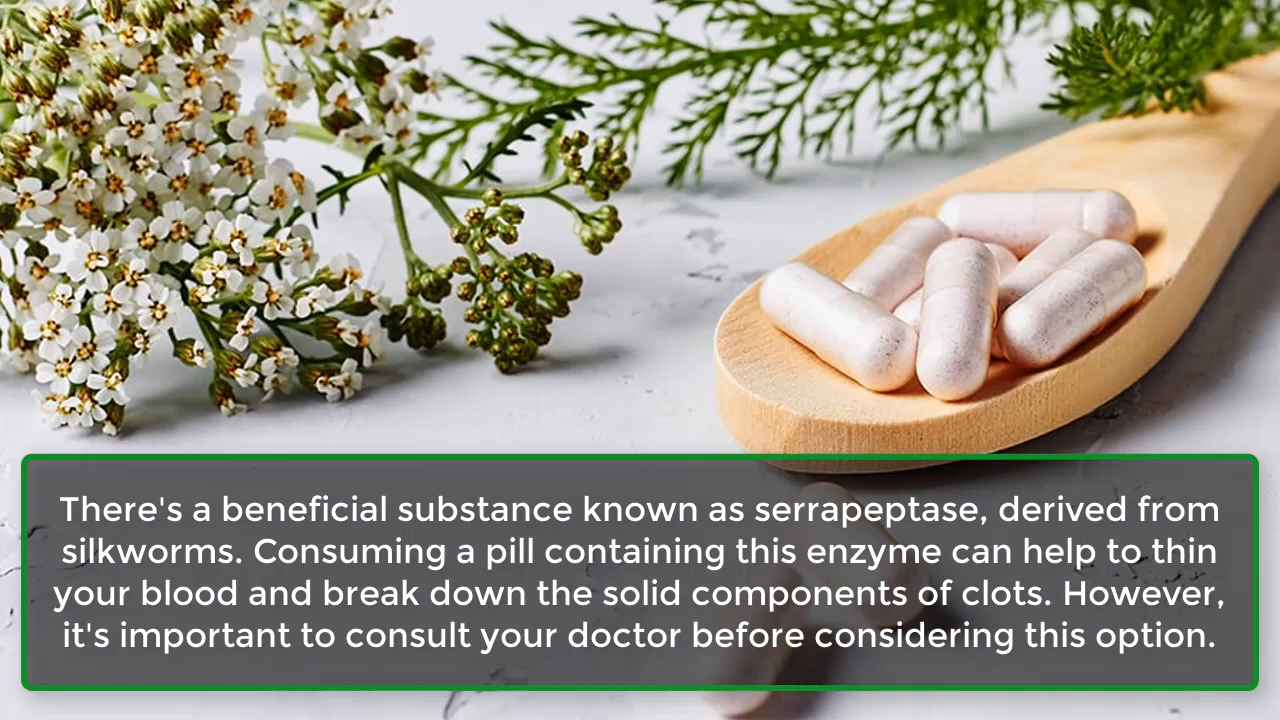 There's a beneficial substance known as serrapeptase, derived from
silkworms. Consuming a pill containing this enzyme can help to thin
your blood and break down the solid components of clots. However,
it's important to consult your doctor before considering this option.